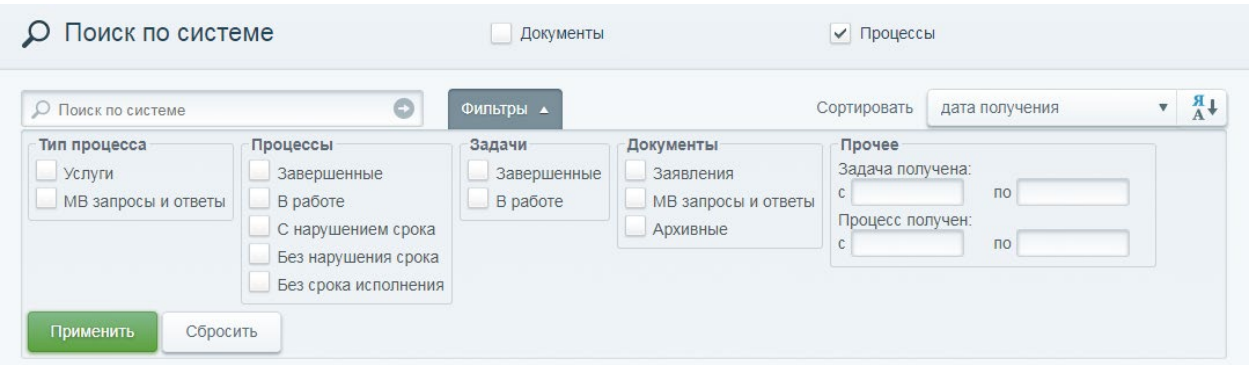 Поиск по системе
Документы
Процессы
Поиск по системе
Фильтры
Сортировать
дата получения
Я
А
Тип процесса
Услуги
МВ запросы и ответы
Процессы
Завершенные
В работе
С нарушением срока
Без нарушения срока
Без срока исполнения
Задачи
Завершенные
В работе
Документы
Заявления
МВ запросы и ответы
Архивные
Прочее
Задача получена:
с по
Процесс получен:
с по
Применить
Сбросить